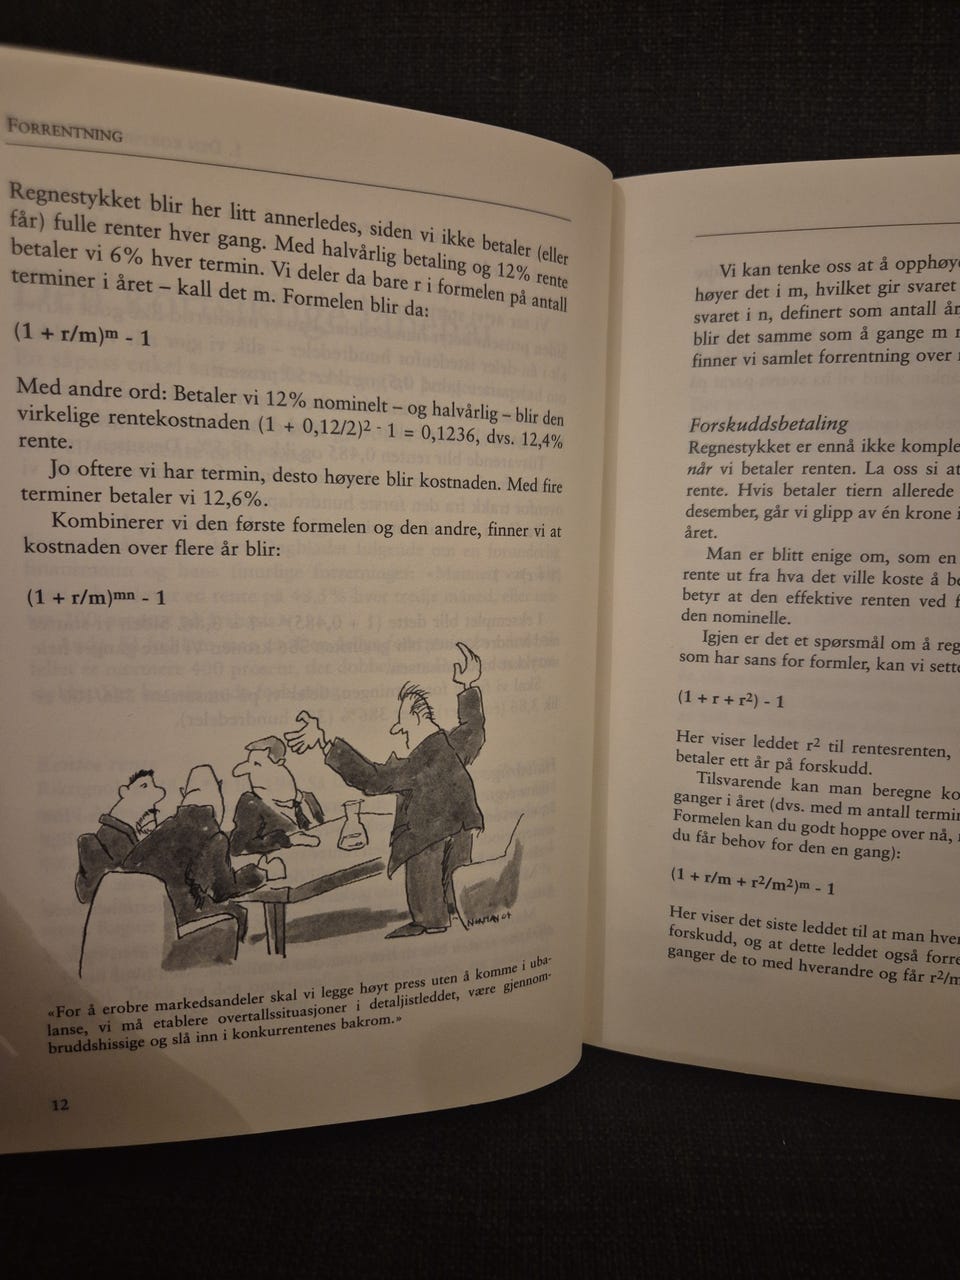 FORRENTNING
Regnestykket blir her litt annerledes, siden vi ikke betaler (eller
får) fulle renter hver gang. Med halvårlig betaling og 12% rente
betaler vi 6% hver termin. Vi deler da bare r i formelen på antall
terminer i året – kall det m. Formelen blir da:
(1 + r/m)ᵐ - 1
Med andre ord: Betaler vi 12% nominelt – og halvårlig – blir den
virkelige rentekostnaden (1 + 0,12/2)² - 1 = 0,1236, dvs. 12,4%
rente.
Jo oftere vi har termin, desto høyere blir kostnaden. Med fire
terminer betaler vi 12,6%.
Kombinerer vi den første formelen og den andre, finner vi at
kostnaden over flere år blir:
(1 + r/m)ᵐⁿ - 1
«For å erobre markedsandeler skal vi legge høyt press uten å komme i uba-
lanse, vi må etablere overtallssituasjoner i detaljistleddet, være gjennom-
bruddshissige og slå inn i konkurrentenes bakrom.»
12
Vi kan tenke oss at å opphøy
høyer det i m, hvilket gir svaret
svaret i n, definert som antall år
blir det samme som å gange m
finner vi samlet forrentning over
Forskuddsbetaling
Regnestykket er ennå ikke komple
når vi betaler renten. La oss si at
rente. Hvis betaler tiern allerede
desember, går vi glipp av én krone i
året.
Man er blitt enige om, som en
rente ut fra hva det ville koste å be
betyr at den effektive renten ved f
den nominelle.
Igjen er det et spørsmål om å reg
som har sans for formler, kan vi sette
(1 + r + r²) - 1
Her viser leddet r² til rentesrenten,
betaler ett år på forskudd.
Tilsvarende kan man beregne ko
ganger i året (dvs. med m antall termin
Formelen kan du godt hoppe over nå,
du får behov for den en gang):
(1 + r/m + r²/m²)ᵐ - 1
Her viser det siste leddet til at man hver
forskudd, og at dette leddet også forre
ganger de to med hverandre og får r²/m